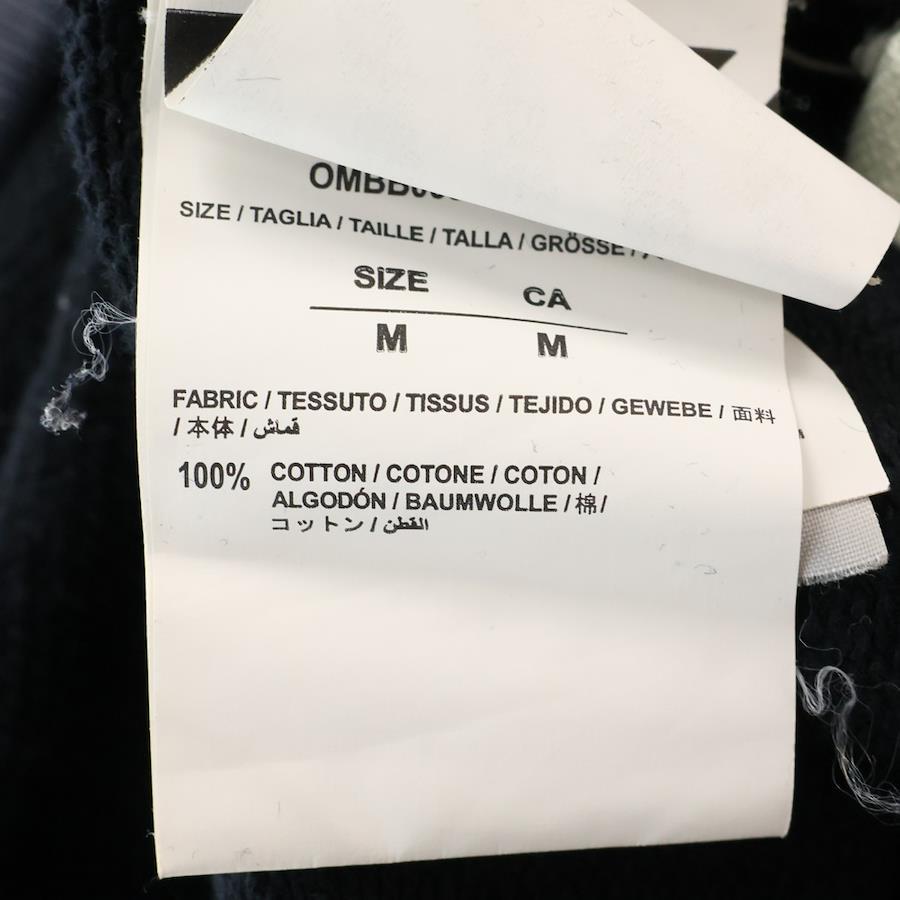 SIZE / TAGLIA / TAILLE / TALLA / GRÖSSE /
SIZE CA
M M
FABRIC / TESSUTO / TISSUS / TEJIDO / GEWEBE / 面料
/ 本体 / قماش
100% COTTON / COTONE / COTON /
ALGODÓN / BAUMWOLLE / 棉 /
コットン / القطن